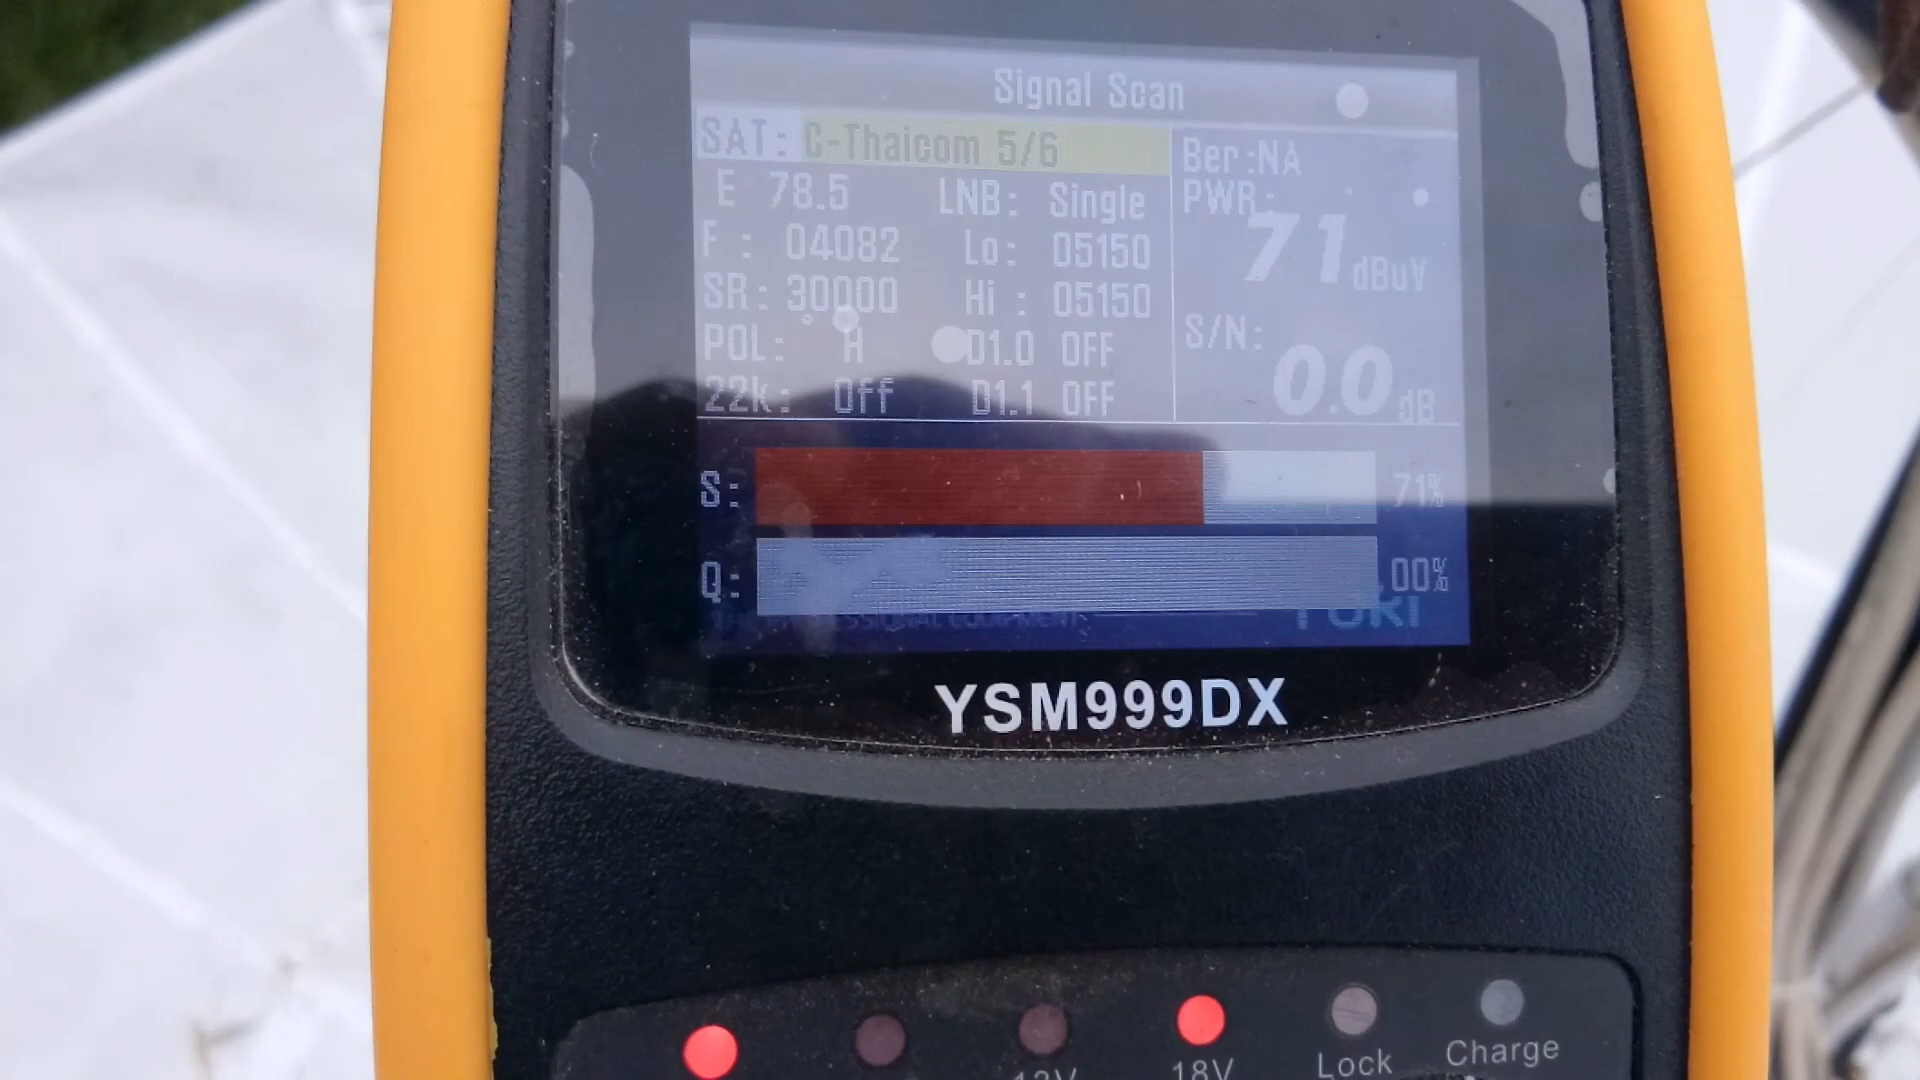 Signal Scan
SAT: C-Thaicom 5/6
E 78.5 LNB: Single
F : 04082 Lo: 05150
SR: 30000 Hi : 05150
POL: H D1.0 OFF
22k: Off D1.1 OFF
Ber:NA
PWR:
71 dBuV
S/N:
0.0 dB
S: 71%
Q: 00%
EQUIPMENT
YSM999DX
13V 18V Lock Charge